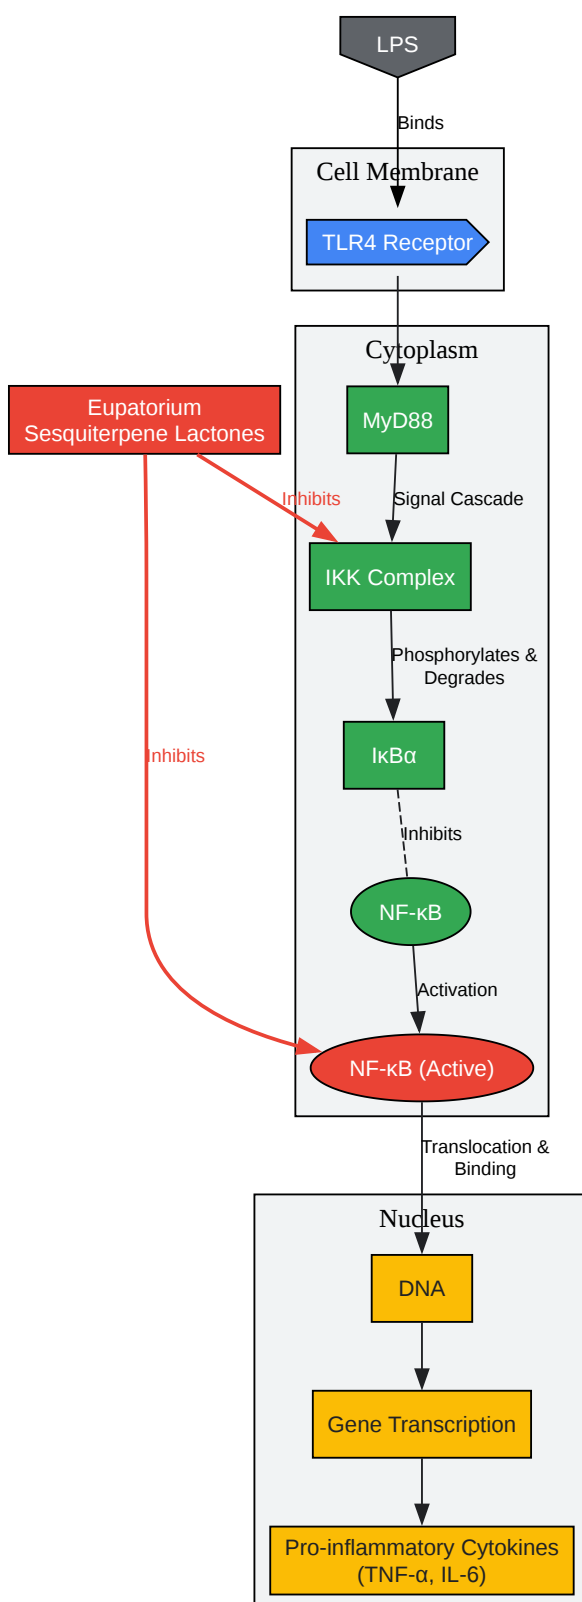 LPS
Binds
Cell Membrane
TLR4 Receptor
Cytoplasm
MyD88
Eupatorium
Sesquiterpene Lactones
Inhibits
Signal Cascade
IKK Complex
Phosphorylates &
Degrades
IκBα
Inhibits
Inhibits
NF-κB
Activation
NF-κB (Active)
Translocation &
Binding
Nucleus
DNA
Gene Transcription
Pro-inflammatory Cytokines
(TNF-α, IL-6)